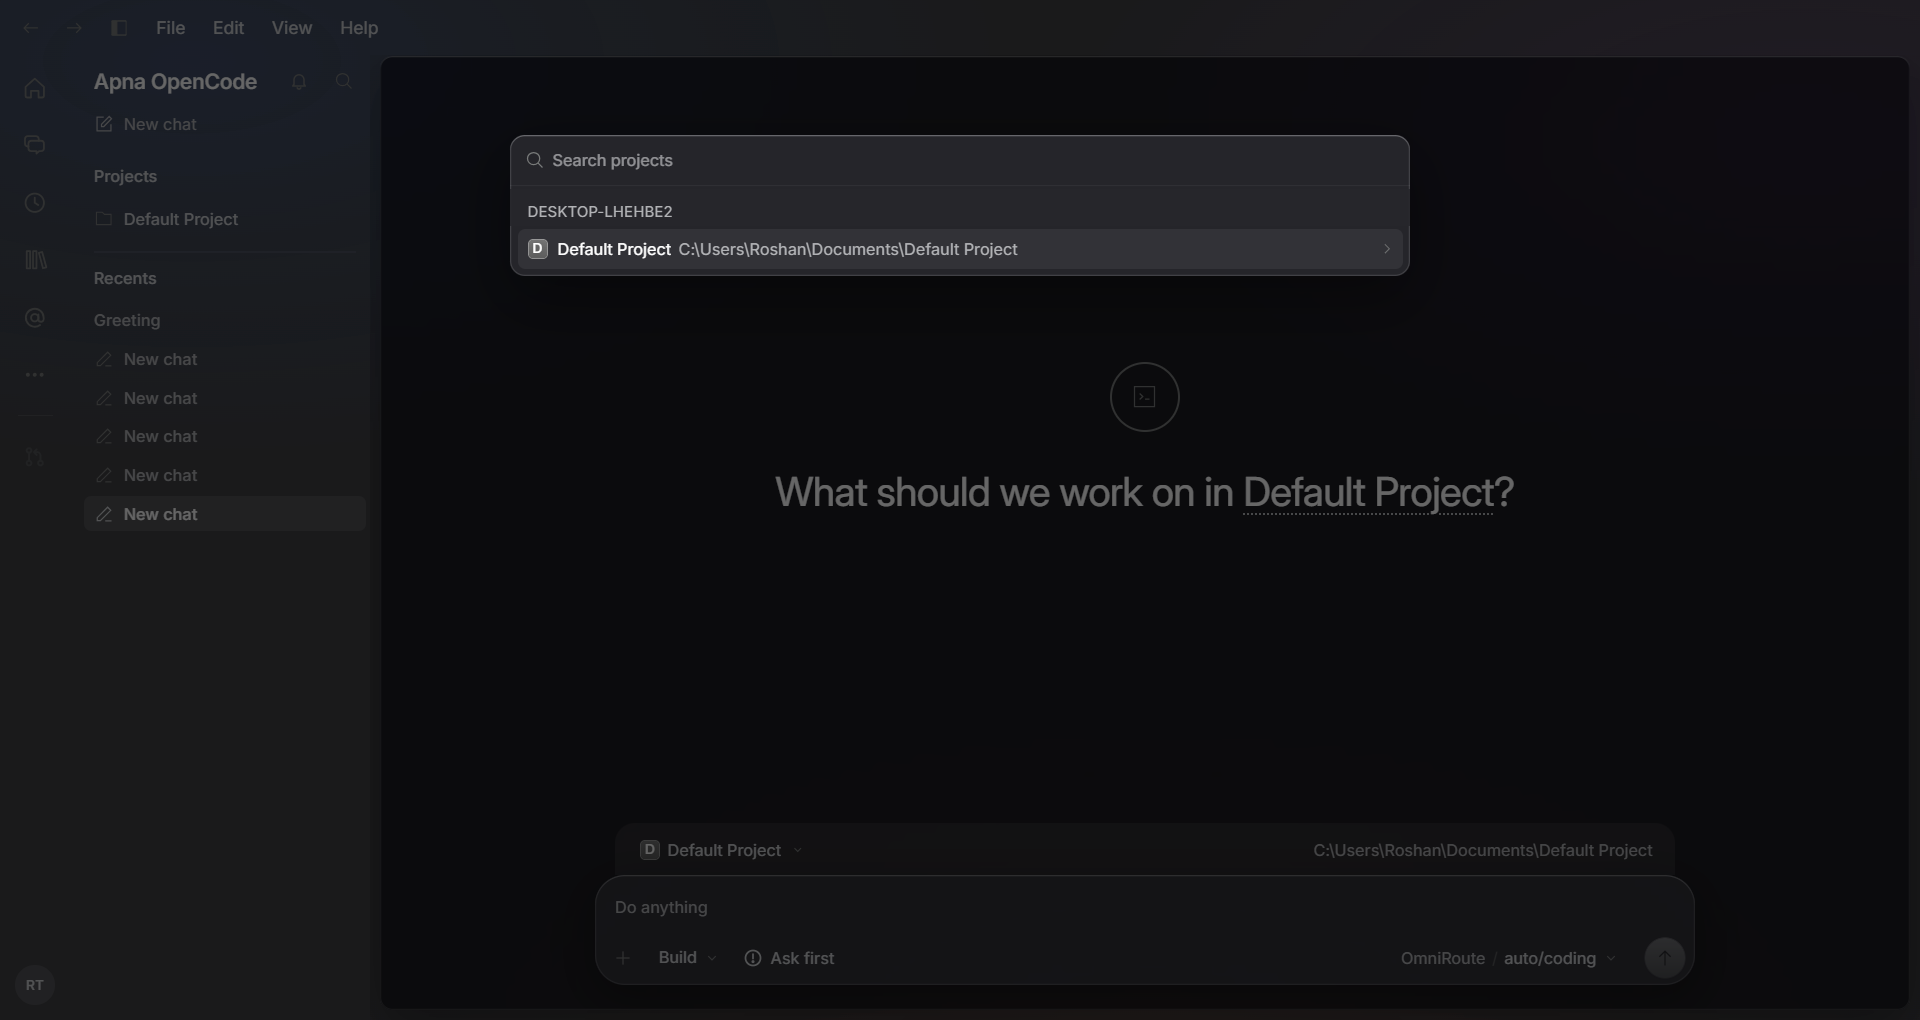 File Edit View Help
Apna OpenCode
New chat
Projects
Default Project
Recents
Greeting
New chat
New chat
New chat
New chat
New chat
RT
Search projects
DESKTOP-LHEHBE2
D Default Project C:\Users\Roshan\Documents\Default Project
What should we work on in Default Project?
D Default Project C:\Users\Roshan\Documents\Default Project
Do anything
Build Ask first OmniRoute / auto/coding